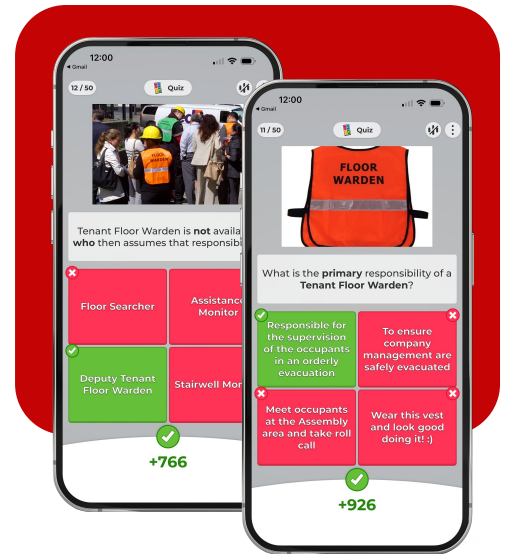 12:00
Gmail
12 / 50
Quiz
FLOOR
WARDEN
Tenant Floor Warden is not
who then assumes that
Floor Searcher
Monitor
Deputy Tenant
Floor Warden
Stairwell
+766
12:00
Gmail
11 / 50
Quiz
FLOOR
WARDEN
What is the primary responsibility of a
Tenant Floor Warden?
Responsible for
the supervision
of the occupants
in an orderly
evacuation
To ensure
company
management are
safely evacuated
Meet occupants
at the Assembly
area and take roll
call
Wear this vest
and look good
doing it! :)
+926